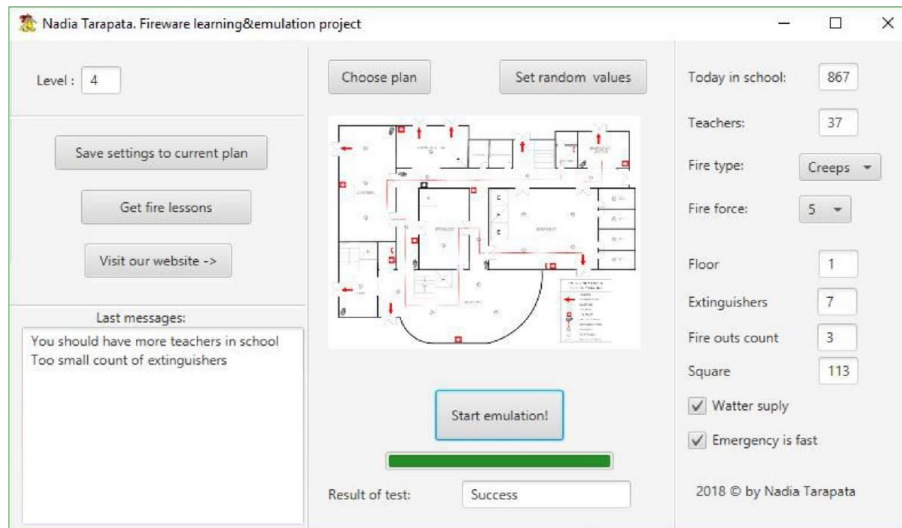 Nadia Tarapata. Fireware learning&emulation project
Level : 4
Save settings to current plan
Get fire lessons
Visit our website ->
Last messages:
You should have more teachers in school
Too small count of extinguishers
Choose plan
Set random values
Start emulation!
Result of test: Success
Today in school: 867
Teachers: 37
Fire type: Creeps
Fire force: 5
Floor 1
Extinguishers 7
Fire outs count 3
Square 113
Watter suply
Emergency is fast
2018 © by Nadia Tarapata